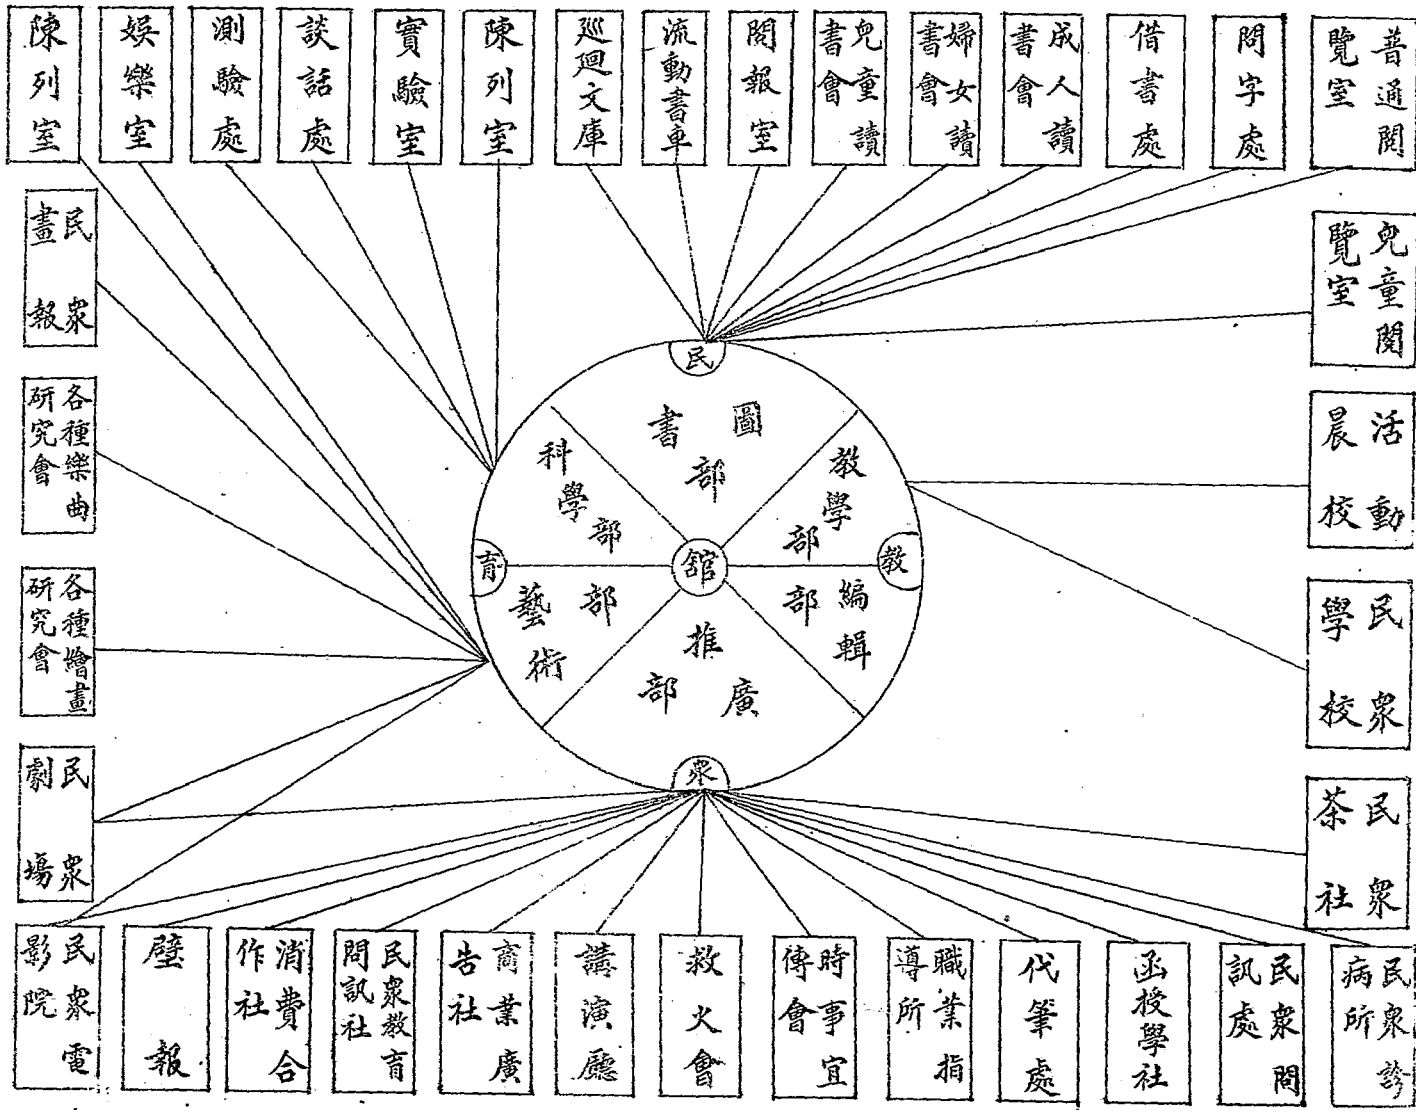 普通閱
覽室
問字處
借書處
成人讀
書會
婦女讀
書會
兒童讀
書會
閱報室
流動書車
巡迴文庫
陳列室
實驗室
談話處
測驗處
娛樂室
陳列室
兒童閱
覽室
活動
晨校
民眾
學校
民眾
茶社
民眾
畫報
各種樂曲
研究會
各種繪畫
研究會
民眾
劇場
民
眾
教
育
館
圖書部
教學部
編輯部
推廣部
藝術部
科學部
民眾診
病所
民眾問
訊處
函授學社
代筆處
職業指
導所
時事宣
傳會
救火會
講演廳
商業廣
告社
民眾教育
問訊社
消費合
作社
壁報
民眾電
影院